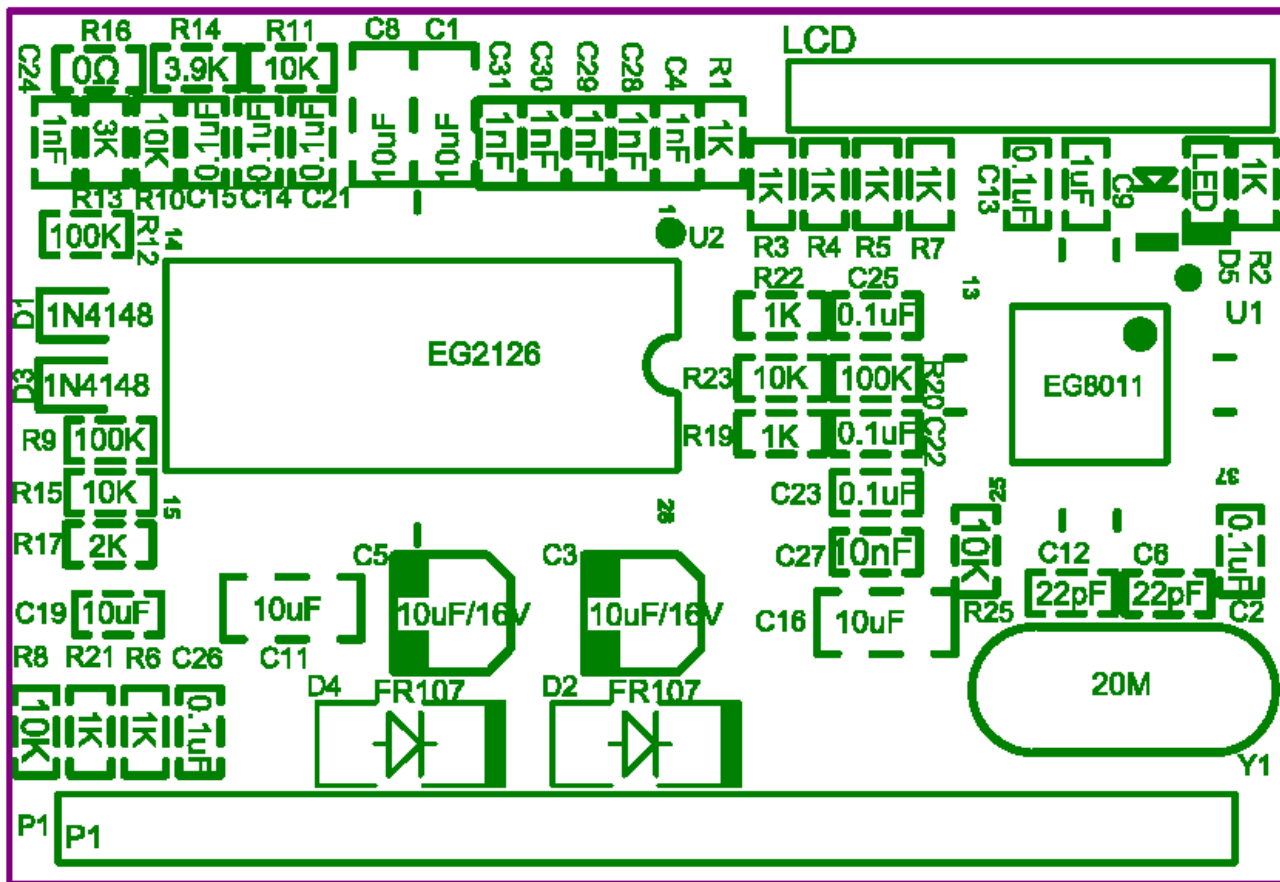 R16 R14 R11 C8 C1
LCD
C24 0Ω 3.9K 10K
C31 C30 C29 C28 C4 R1
1nF 3K 10K 0.1uF 0.1uF 0.1uF 10uF 10uF 1nF 1nF 1nF 1nF 1nF 1K
1K 1K 1K 1K C13 0.1uF 1uF C9 LED 1K
R13 R10 C15 C14 C21
100K R12 14 1 U2
R3 R4 R5 R7
D5 R2
R22 C25 13
D1 1N4148
1K 0.1uF U1
EG2126
D3 1N4148
R23 10K 100K R20 EG8011
R9 100K
R19 1K 0.1uF C22
R15 10K 15
C23 0.1uF 52 37
28
R17 2K
C5 C3 C27 10nF 10K C12 C6 0.1uF
C19 10uF 10uF 10uF/16V 10uF/16V C16 10uF R25 22pF 22pF C2
C11
R8 R21 R6 C26
D4 FR107 D2 FR107
20M
10K 1K 1K 0.1uF
Y1
P1 P1